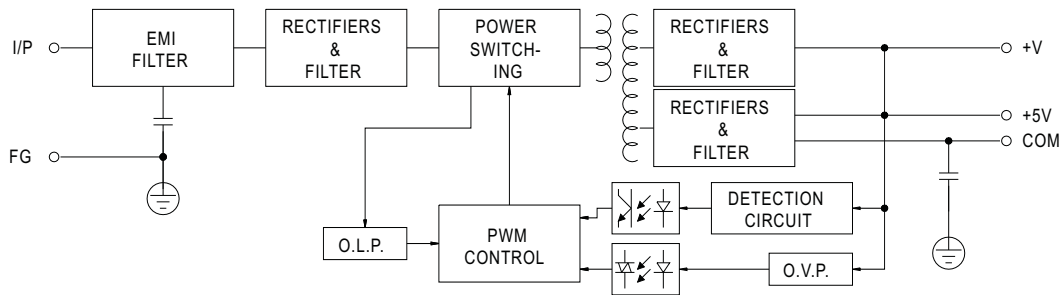 I/P
EMI
FILTER
RECTIFIERS
&
FILTER
POWER
SWITCH-
ING
RECTIFIERS
&
FILTER
+V
RECTIFIERS
&
FILTER
+5V
COM
FG
DETECTION
CIRCUIT
O.L.P.
PWM
CONTROL
O.V.P.